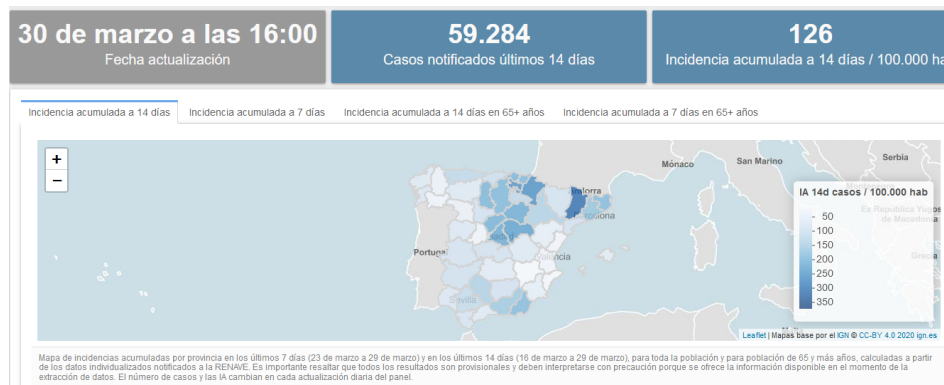 30 de marzo a las 16:00
Fecha actualización
59.284
Casos notificados últimos 14 días
126
Incidencia acumulada a 14 días / 100.000 ha
Incidencia acumulada a 14 días
Incidencia acumulada a 7 días
Incidencia acumulada a 14 días en 65+ años
Incidencia acumulada a 7 días en 65+ años
+
−
Mónaco
San Marino
Serbia
Portugal
Valencia
Sevilla
IA 14d casos / 100.000 hab
50
100
150
200
250
300
350
Ex República Yugos
de Macedonia
Grecia
Leaflet | Mapas base por el IGN © CC-BY 4.0 2020 ign.es
Mapa de incidencias acumuladas por provincia en los últimos 7 días (23 de marzo a 29 de marzo) y en los últimos 14 días (16 de marzo a 29 de marzo), para toda la población y para población de 65 y más años, calculadas a partir
de los datos individualizados notificados a la RENAVE. Es importante resaltar que todos los resultados son provisionales y deben interpretarse con precaución porque se ofrece la información disponible en el momento de la
extracción de datos. El número de casos y las IA cambian en cada actualización diaria del panel.